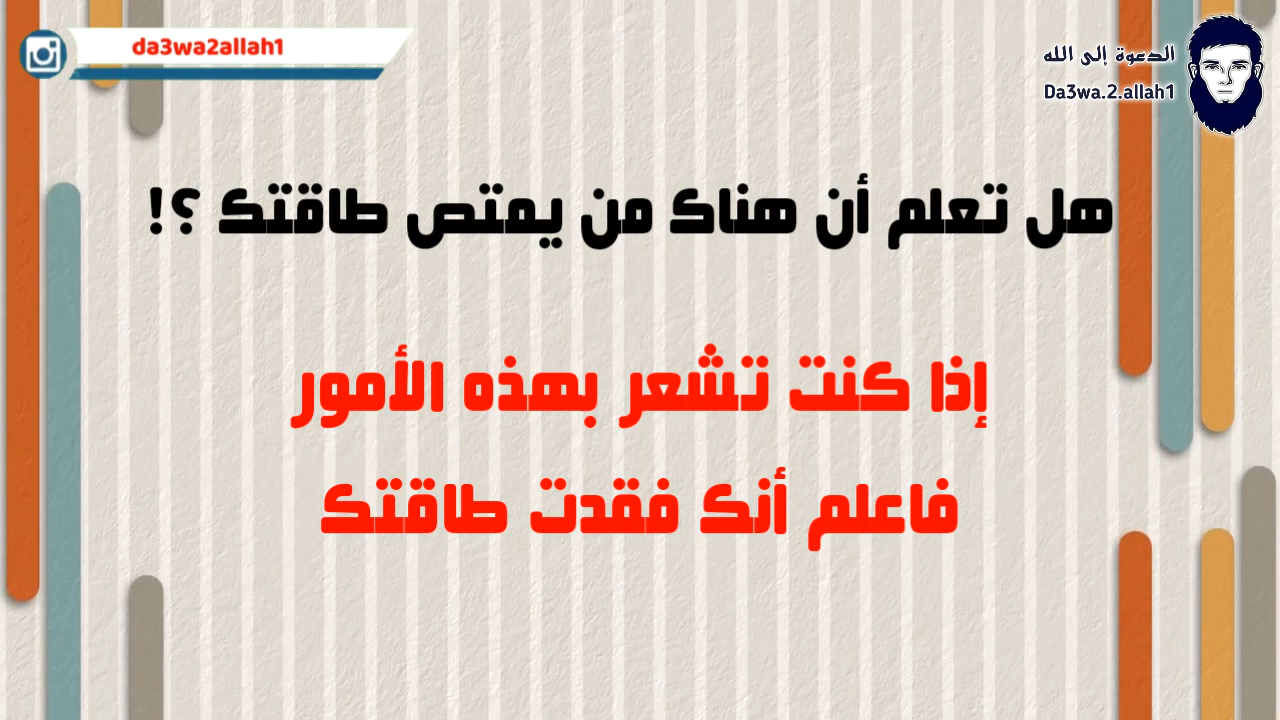 da3wa2allah1
الدعوة إلى الله
Da3wa.2.allah1
هل تعلم أن هناك من يمتص طاقتك ؟!
إذا كنت تشعر بهذه الأمور
فاعلم أنك فقدت طاقتك